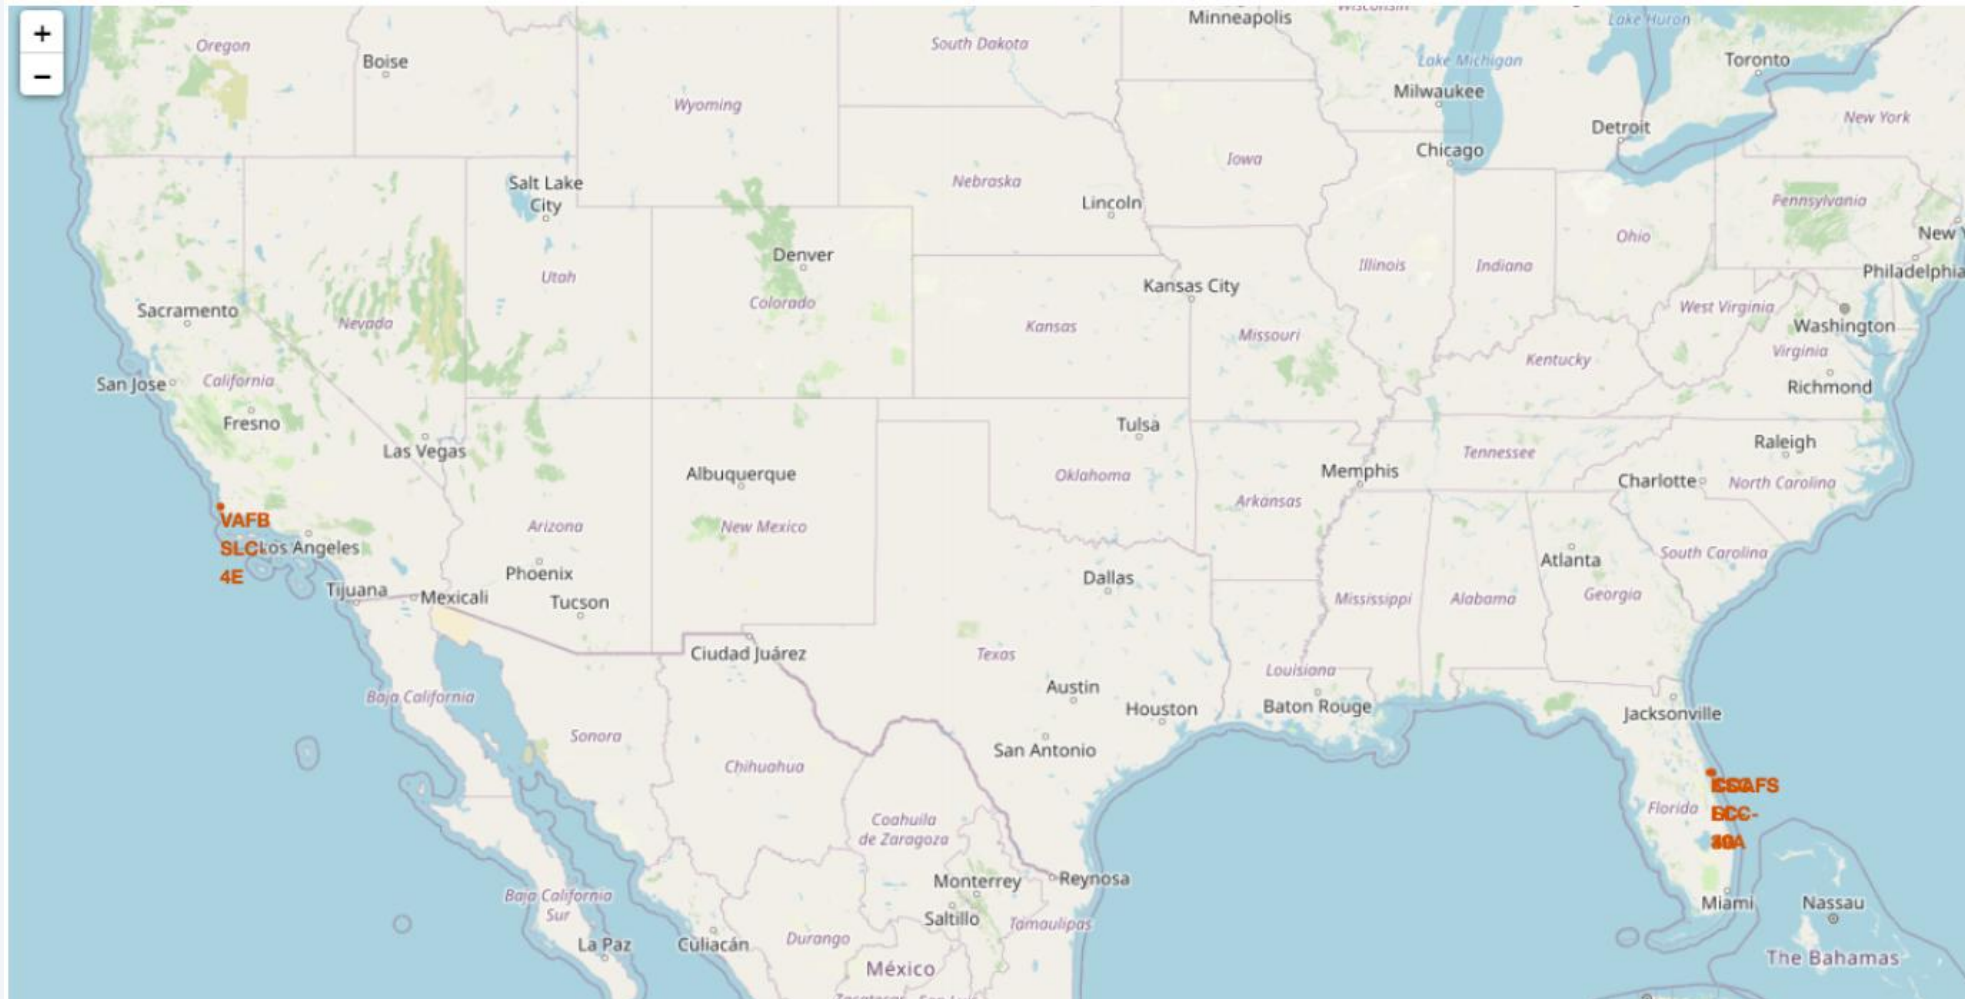 +
−
Minneapolis
Wisconsin
Lake Huron
Oregon
Boise
South Dakota
Lake Michigan
Toronto
Wyoming
Milwaukee
Detroit
New York
Chicago
Iowa
Salt Lake
City
Nebraska
Lincoln
Pennsylvania
Ohio
New Y
Denver
Utah
Illinois
Indiana
Philadelphia
Kansas City
Colorado
Sacramento
Nevada
Kansas
Missouri
West Virginia
Washington
Virginia
Kentucky
Richmond
San Jose
California
Fresno
Las Vegas
Tulsa
Raleigh
Tennessee
Albuquerque
Oklahoma
Memphis
Charlotte
North Carolina
Arkansas
VAFB
SLC-
4E
Los Angeles
Arizona
New Mexico
South Carolina
Atlanta
Phoenix
Dallas
Tijuana
Mexicali
Tucson
Mississippi
Alabama
Georgia
Ciudad Juárez
Texas
Louisiana
Baja California
Austin
Houston
Baton Rouge
Jacksonville
Sonora
San Antonio
Chihuahua
Florida
Coahuila
de Zaragoza
Monterrey
Reynosa
Baja California
Sur
Saltillo
Tamaulipas
Miami
Nassau
La Paz
Culiacán
Durango
The Bahamas
México
Zacatecas
San Luis